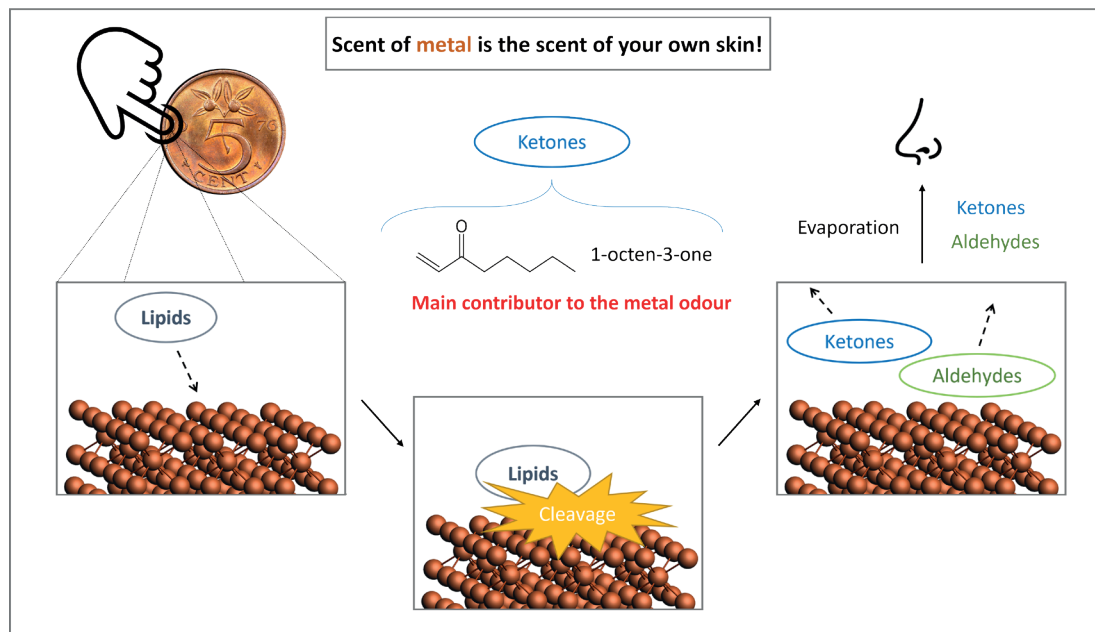 Scent of metal is the scent of your own skin!
5
76
CENT
Ketones
O
1-octen-3-one
Main contributor to the metal odour
Evaporation
Ketones
Aldehydes
Lipids
Lipids
Cleavage
Ketones
Aldehydes